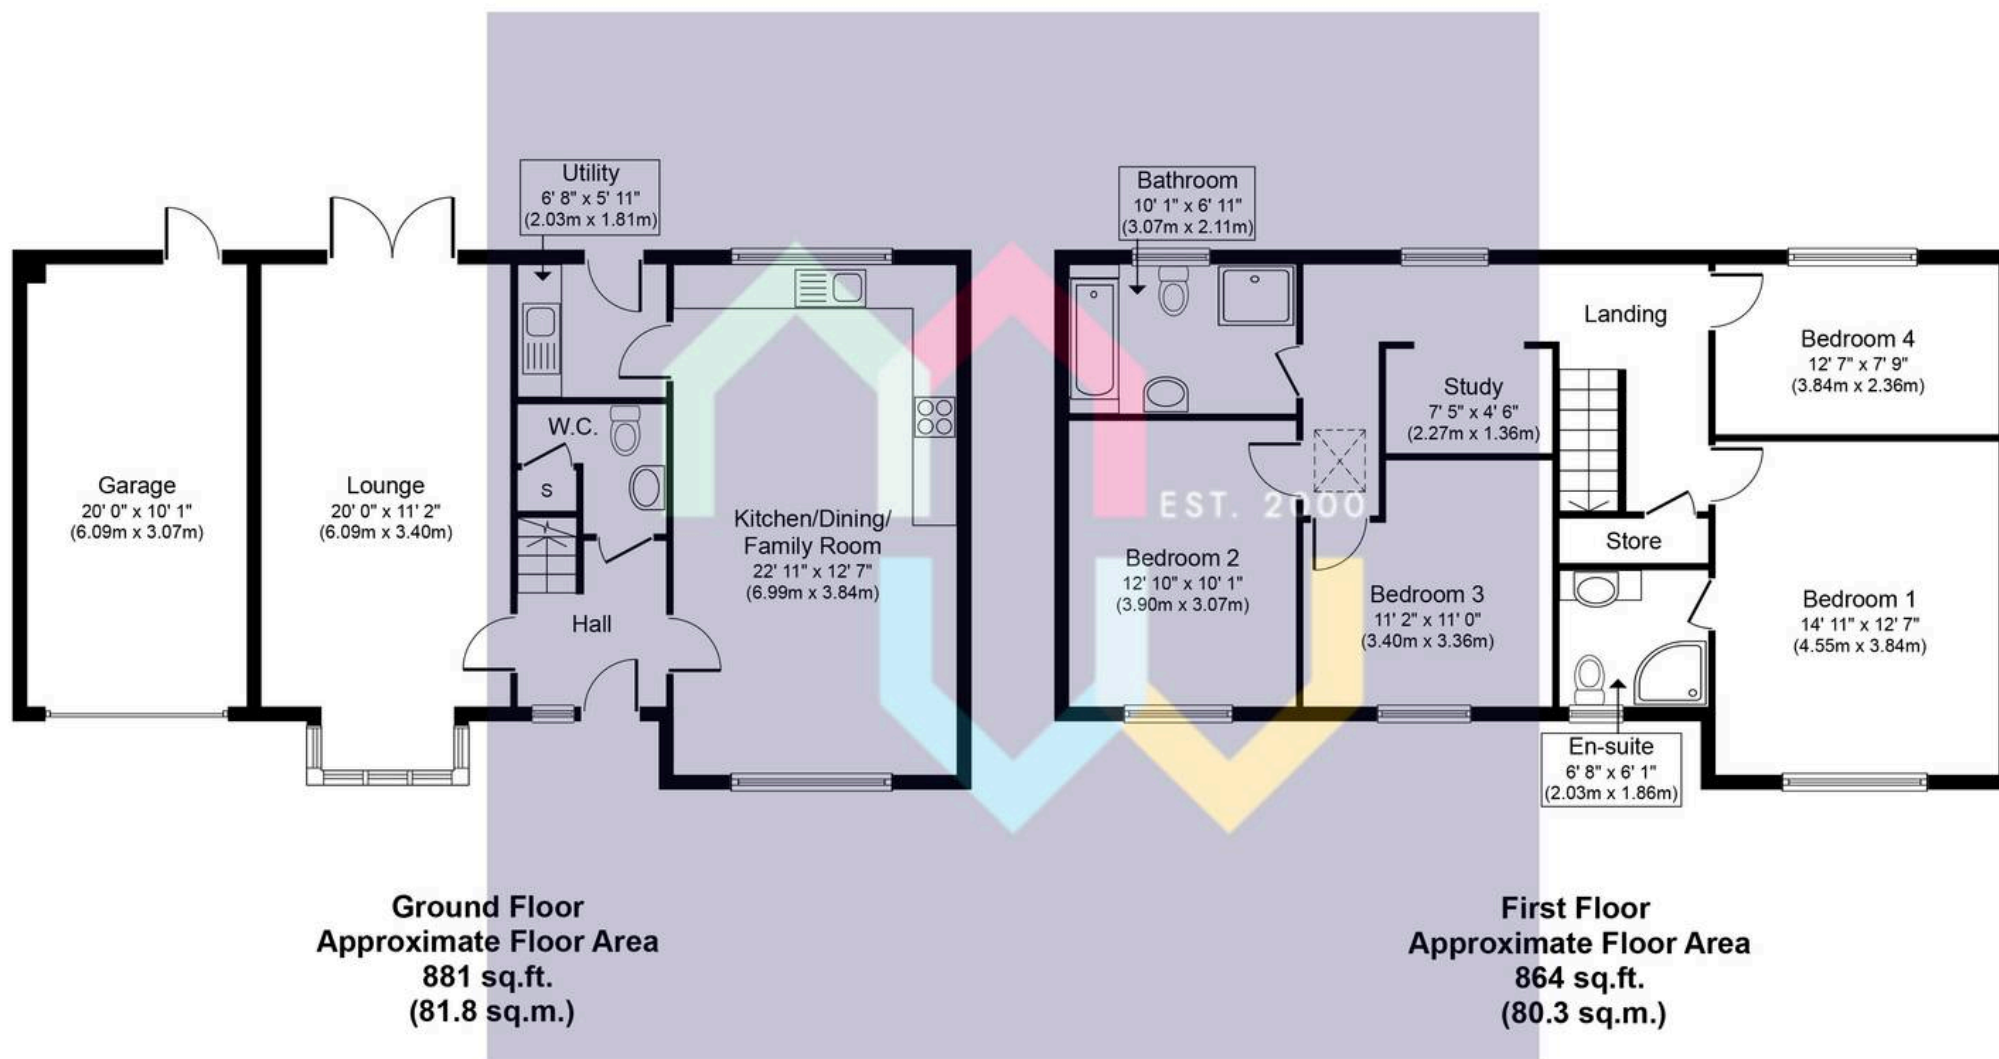 Utility
6' 8" x 5' 11"
(2.03m x 1.81m)
W.C.
S
Garage
20' 0" x 10' 1"
(6.09m x 3.07m)
Lounge
20' 0" x 11' 2"
(6.09m x 3.40m)
Kitchen/Dining/
Family Room
22' 11" x 12' 7"
(6.99m x 3.84m)
Hall
Ground Floor
Approximate Floor Area
881 sq.ft.
(81.8 sq.m.)
Bathroom
10' 1" x 6' 11"
(3.07m x 2.11m)
Landing
Bedroom 4
12' 7" x 7' 9"
(3.84m x 2.36m)
Study
7' 5" x 4' 6"
(2.27m x 1.36m)
EST. 2000
Store
Bedroom 2
12' 10" x 10' 1"
(3.90m x 3.07m)
Bedroom 3
11' 2" x 11' 0"
(3.40m x 3.36m)
Bedroom 1
14' 11" x 12' 7"
(4.55m x 3.84m)
En-suite
6' 8" x 6' 1"
(2.03m x 1.86m)
First Floor
Approximate Floor Area
864 sq.ft.
(80.3 sq.m.)